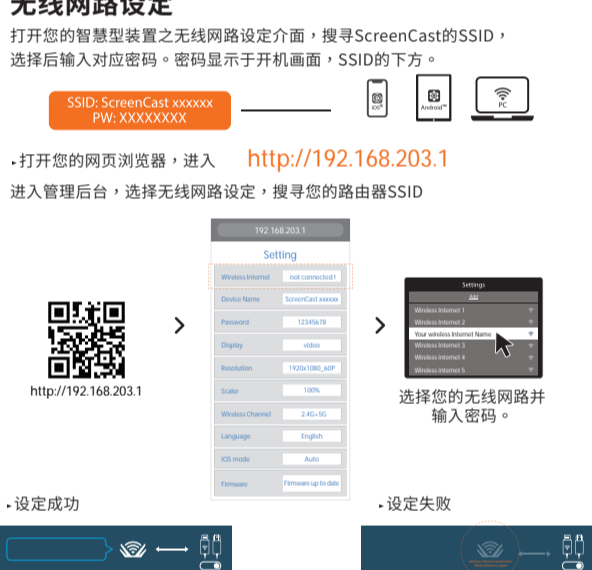 无线网路设定
打开您的智慧型装置之无线网路设定介面，搜寻ScreenCast的SSID，
选择后输入对应密码。密码显示于开机画面，SSID的下方。
SSID: ScreenCast xxxxxx
PW: XXXXXXXX
iOS®
Android™
PC
打开您的网页浏览器，进入 http://192.168.203.1
进入管理后台，选择无线网路设定，搜寻您的路由器SSID
192.168.203.1
Setting
Wireless Internet not connected !
Device Name ScreenCast xxxxxx
Password 12345678
Display video
Resolution 1920x1080_60P
Scaler 100%
Wireless Channel 2.4G+5G
Language English
IOS mode Auto
Firmware Firmware up to date
http://192.168.203.1
Settings
Add
Wireless Internet 1
Wireless Internet 2
Your wireless Internet Name
Wireless Internet 3
Wireless Internet 4
Wireless Internet 5
选择您的无线网路并
输入密码。
设定成功
设定失败